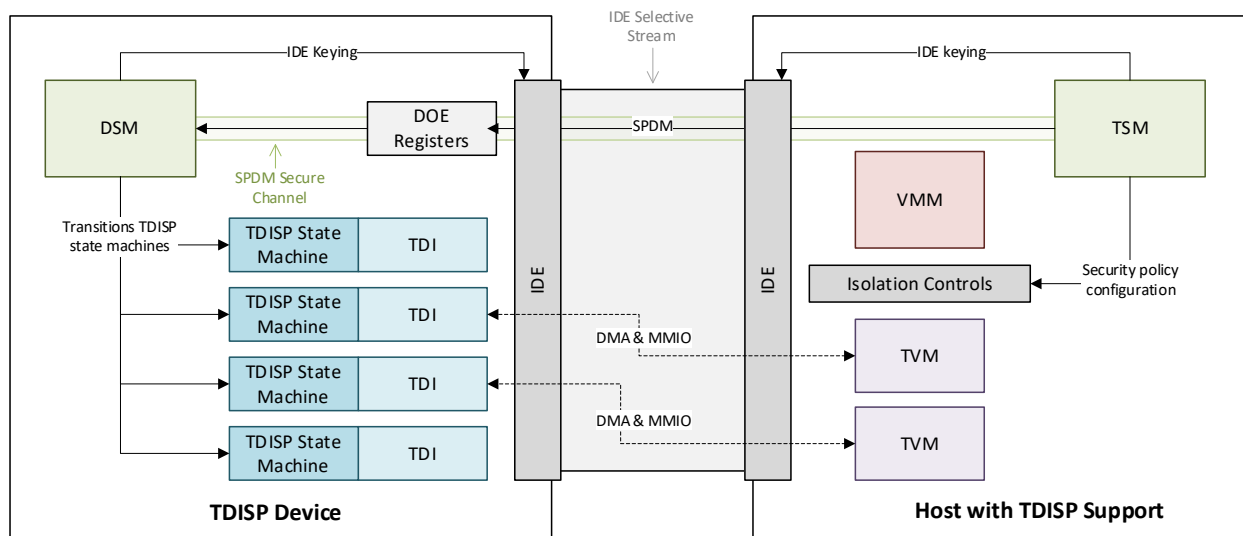 IDE Selective
Stream
IDE Keying
IDE keying
DSM
DOE
Registers
SPDM
TSM
SPDM Secure
Channel
VMM
Transitions TDISP
state machines
TDISP State
Machine
TDI
Security policy
configuration
Isolation Controls
IDE
IDE
TDISP State
Machine
TDI
DMA & MMIO
TVM
TDISP State
Machine
TDI
DMA & MMIO
TVM
TDISP State
Machine
TDI
TDISP Device
Host with TDISP Support